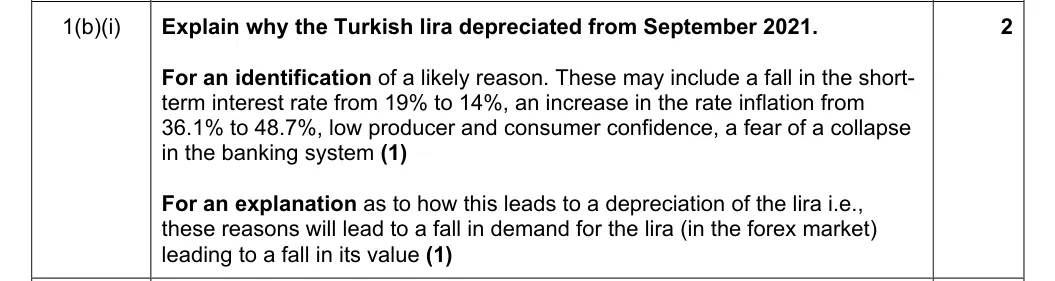 1(b)(i) Explain why the Turkish lira depreciated from September 2021. 2
For an identification of a likely reason. These may include a fall in the short-
term interest rate from 19% to 14%, an increase in the rate inflation from
36.1% to 48.7%, low producer and consumer confidence, a fear of a collapse
in the banking system (1)
For an explanation as to how this leads to a depreciation of the lira i.e.,
these reasons will lead to a fall in demand for the lira (in the forex market)
leading to a fall in its value (1)